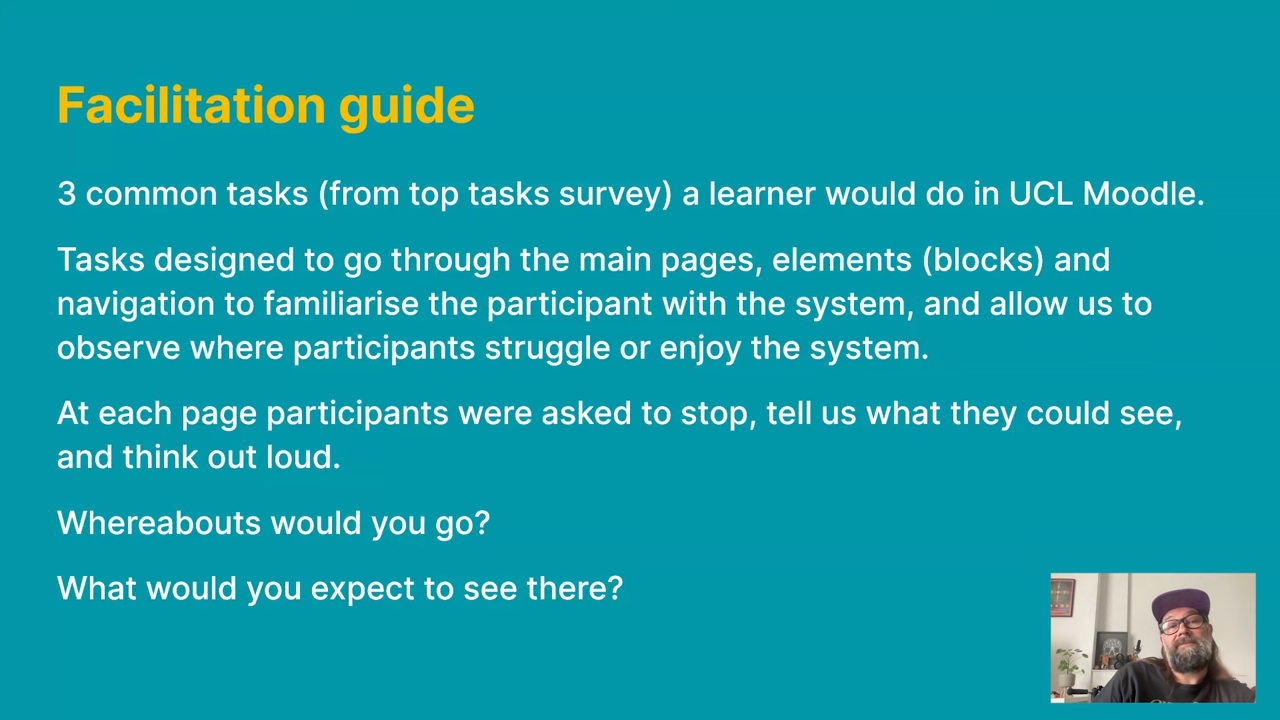 Facilitation guide
3 common tasks (from top tasks survey) a learner would do in UCL Moodle.
Tasks designed to go through the main pages, elements (blocks) and
navigation to familiarise the participant with the system, and allow us to
observe where participants struggle or enjoy the system.
At each page participants were asked to stop, tell us what they could see,
and think out loud.
Whereabouts would you go?
What would you expect to see there?